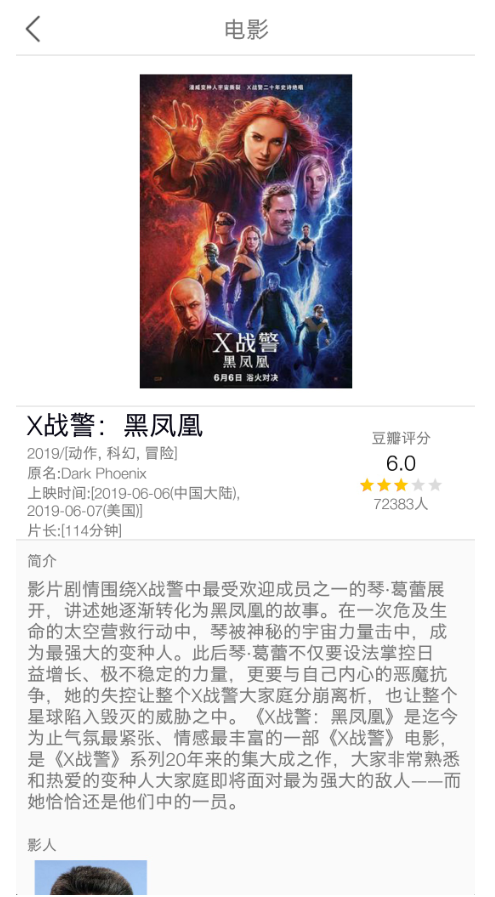 电影
漫威变种人宇宙集结 X战警二十年史诗绝唱
X战警
黑凤凰
6月6日 浴火对决
X战警：黑凤凰
2019/[动作, 科幻, 冒险]
原名:Dark Phoenix
上映时间:[2019-06-06(中国大陆),
2019-06-07(美国)]
片长:[114分钟]
豆瓣评分
6.0
72383人
简介
影片剧情围绕X战警中最受欢迎成员之一的琴·葛蕾展
开，讲述她逐渐转化为黑凤凰的故事。在一次危及生
命的太空营救行动中，琴被神秘的宇宙力量击中，成
为最强大的变种人。此后琴·葛蕾不仅要设法掌控日
益增长、极不稳定的力量，更要与自己内心的恶魔抗
争，她的失控让整个X战警大家庭分崩离析，也让整个
星球陷入毁灭的威胁之中。《X战警：黑凤凰》是迄今
为止气氛最紧张、情感最丰富的一部《X战警》电影，
是《X战警》系列20年来的集大成之作，大家非常熟悉
和热爱的变种人大家庭即将面对最为强大的敌人——而
她恰恰还是他们中的一员。
影人